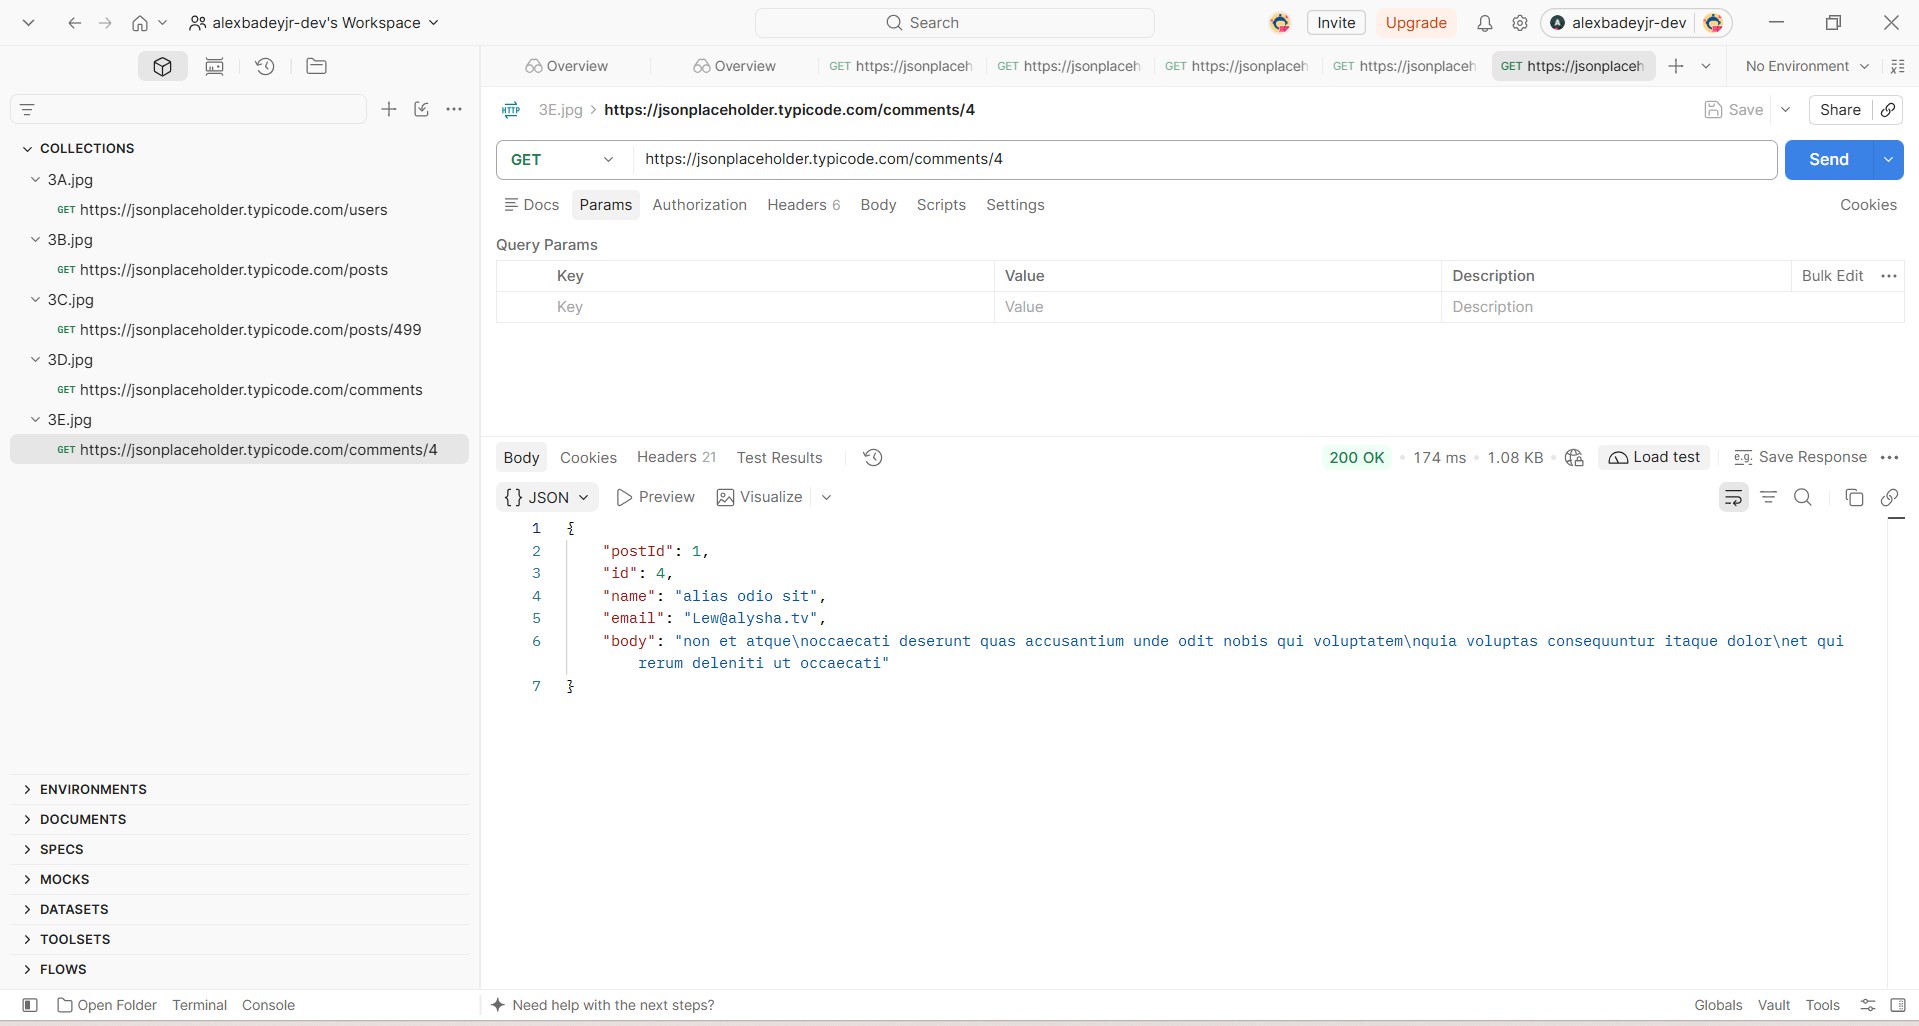 alexbadeyjr-dev's Workspace
Search
Invite
Upgrade
alexbadeyjr-dev
Overview
Overview
GET https://jsonplaceh
GET https://jsonplaceh
GET https://jsonplaceh
GET https://jsonplaceh
GET https://jsonplaceh
No Environment
COLLECTIONS
3A.jpg
GET https://jsonplaceholder.typicode.com/users
3B.jpg
GET https://jsonplaceholder.typicode.com/posts
3C.jpg
GET https://jsonplaceholder.typicode.com/posts/499
3D.jpg
GET https://jsonplaceholder.typicode.com/comments
3E.jpg
GET https://jsonplaceholder.typicode.com/comments/4
ENVIRONMENTS
DOCUMENTS
SPECS
MOCKS
DATASETS
TOOLSETS
FLOWS
HTTP 3E.jpg > https://jsonplaceholder.typicode.com/comments/4
Save
Share
GET https://jsonplaceholder.typicode.com/comments/4
Send
Docs Params Authorization Headers 6 Body Scripts Settings
Cookies
Query Params
Key Value Description Bulk Edit
Key Value Description
Body Cookies Headers 21 Test Results
200 OK • 174 ms • 1.08 KB •
Load test
e.g. Save Response
{} JSON Preview Visualize
1 {
2 "postId": 1,
3 "id": 4,
4 "name": "alias odio sit",
5 "email": "Lew@alysha.tv",
6 "body": "non et atque\noccaecati deserunt quas accusantium unde odit nobis qui voluptatem\nquia voluptas consequuntur itaque dolor\net qui
rerum deleniti ut occaecati"
7 }
Open Folder Terminal Console
Need help with the next steps?
Globals Vault Tools